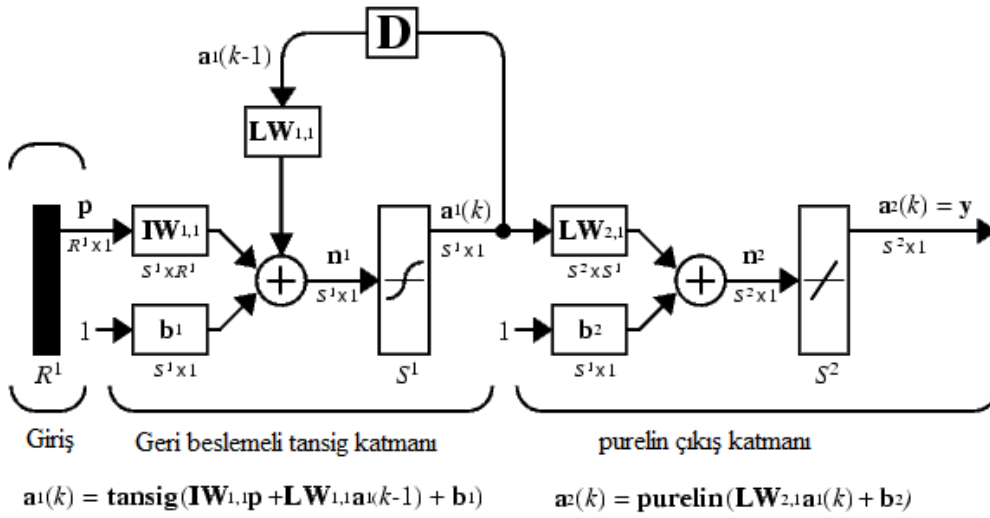 D
a1(k-1)
LW1,1
p
R1x1
IW1,1
S1xR1
n1
S1x1
a1(k)
S1x1
LW2,1
S2xS1
n2
S2x1
a2(k) = y
S2x1
1
b1
S1x1
1
b2
S1x1
R1
S1
S2
Giriş
Geri beslemeli tansig katmanı
purelin çıkış katmanı
a1(k) = tansig(IW1,1p +LW1,1a1(k-1) + b1)
a2(k) = purelin(LW2,1a1(k) + b2)